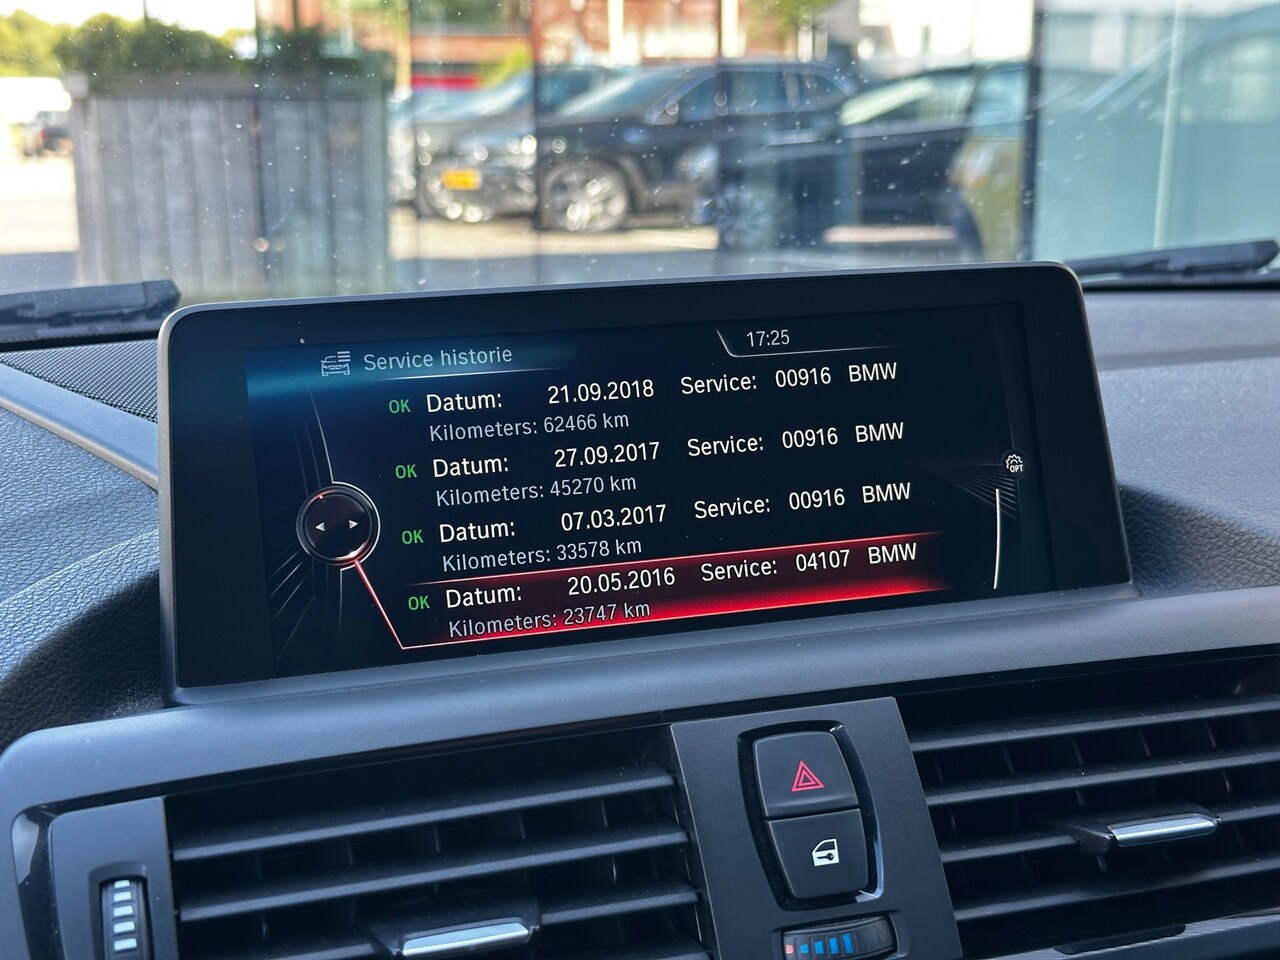 17:25
Service historie
OK Datum: 21.09.2018 Service: 00916 BMW
Kilometers: 62466 km
OK Datum: 27.09.2017 Service: 00916 BMW
Kilometers: 45270 km
OPT
OK Datum: 07.03.2017 Service: 00916 BMW
Kilometers: 33578 km
OK Datum: 20.05.2016 Service: 04107 BMW
Kilometers: 23747 km